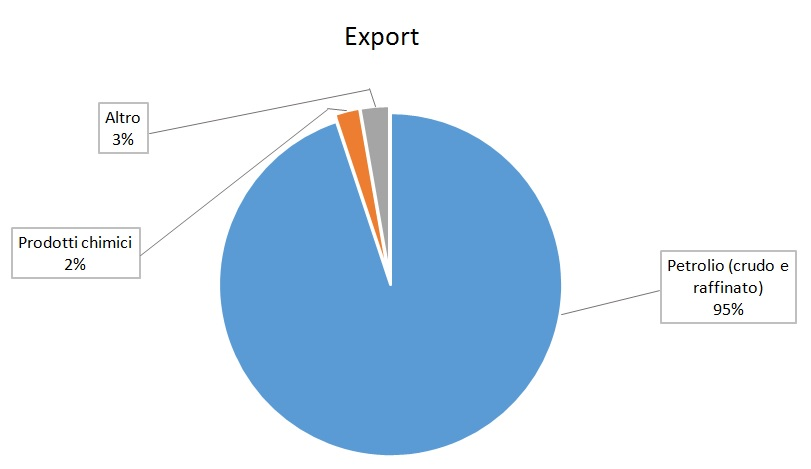 Export
Altro
3%
Prodotti chimici
2%
Petrolio (crudo e
raffinato)
95%